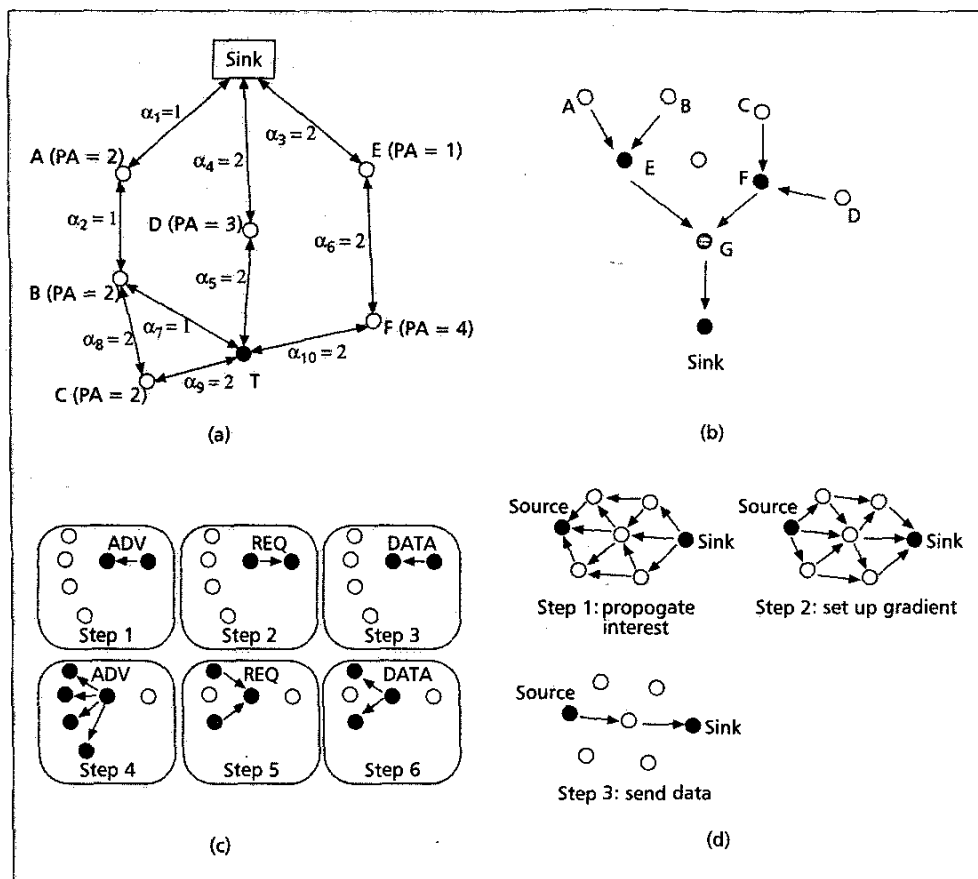 Sink
α1=1
α3=2
A (PA = 2)
α4=2
E (PA = 1)
α2=1
D (PA = 3)
α6=2
α5=2
B (PA = 2)
α7=1
α8=2
F (PA = 4)
α10=2
α9=2
T
C (PA = 2)
(a)
A
B
C
E
F
D
G
Sink
(b)
ADV
Step 1
REQ
Step 2
DATA
Step 3
ADV
Step 4
REQ
Step 5
DATA
Step 6
(c)
Source
Sink
Step 1: propogate
interest
Source
Sink
Step 2: set up gradient
Source
Sink
Step 3: send data
(d)